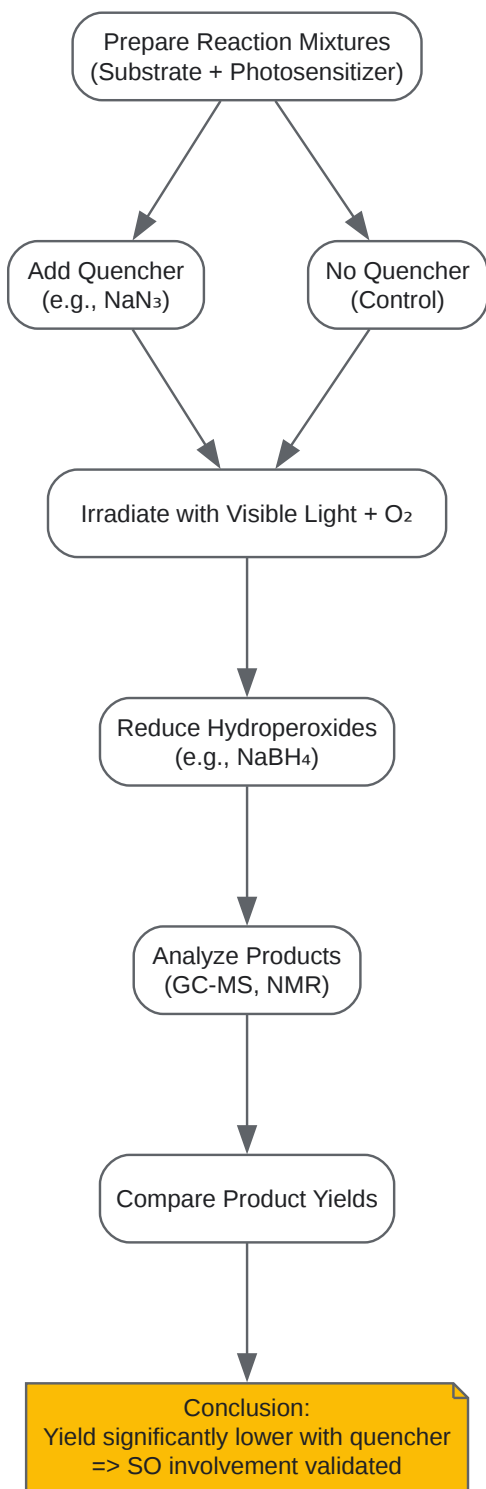 Prepare Reaction Mixtures
(Substrate + Photosensitizer)
Add Quencher
(e.g., NaN₃)
No Quencher
(Control)
Irradiate with Visible Light + O₂
Reduce Hydroperoxides
(e.g., NaBH₄)
Analyze Products
(GC-MS, NMR)
Compare Product Yields
Conclusion:
Yield significantly lower with quencher
=> SO involvement validated